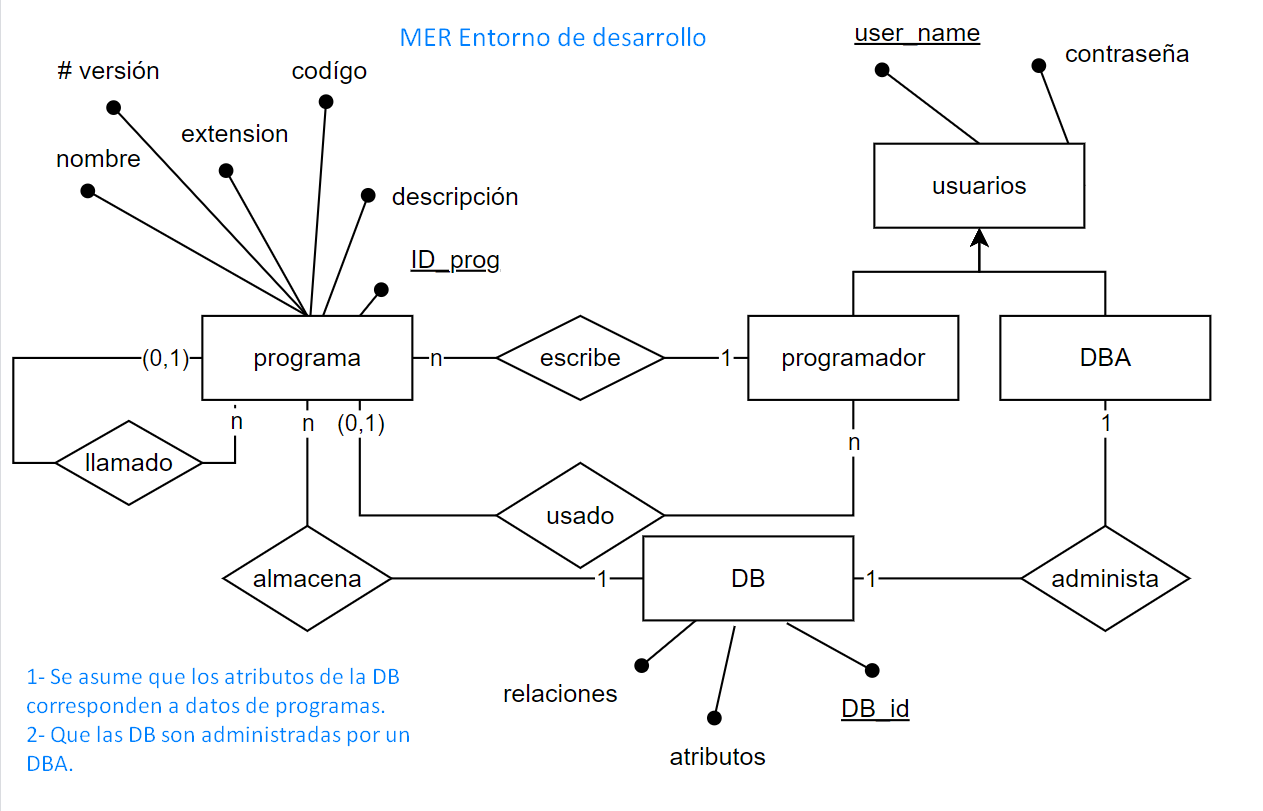 MER Entorno de desarrollo
user_name
contraseña
# versión
codígo
extension
nombre
descripción
ID_prog
usuarios
(0,1)
programa
n
escribe
1
programador
DBA
n
n
(0,1)
n
1
llamado
usado
almacena
1
DB
1
administa
relaciones
DB_id
atributos
1- Se asume que los atributos de la DB
corresponden a datos de programas.
2- Que las DB son administradas por un
DBA.